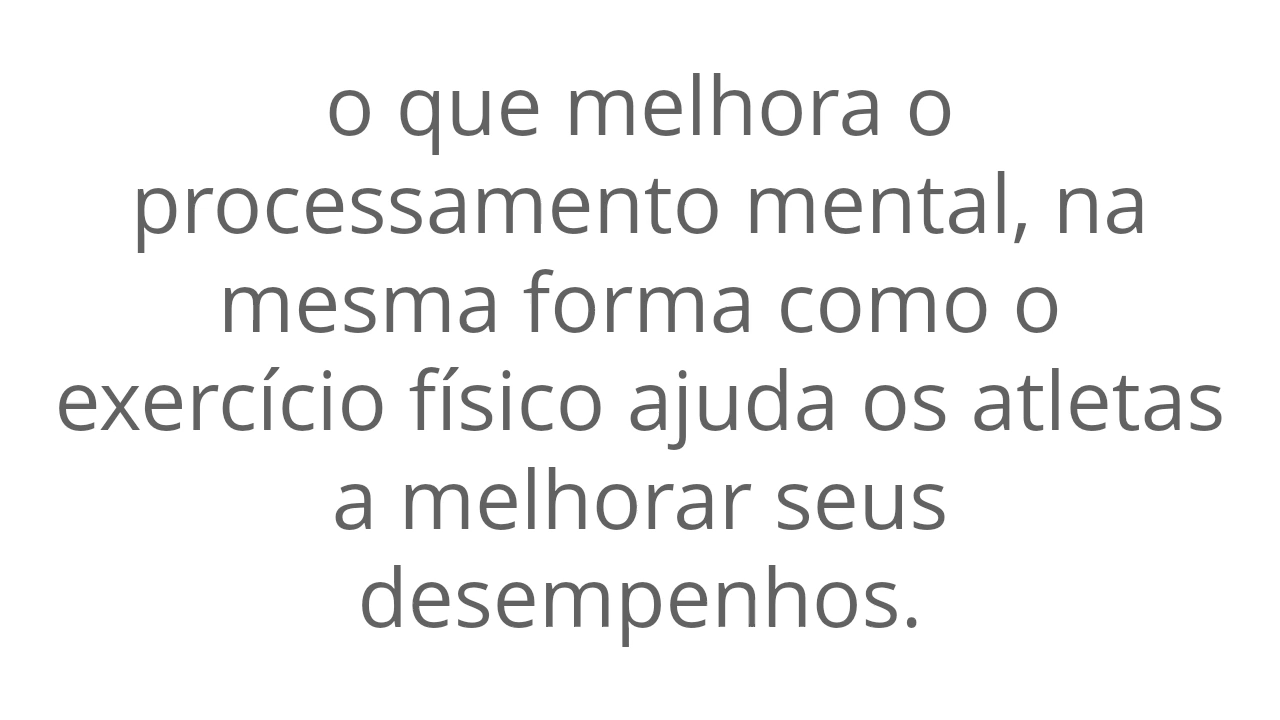 o que melhora o
processamento mental, na
mesma forma como o
exercício físico ajuda os atletas
a melhorar seus
desempenhos.